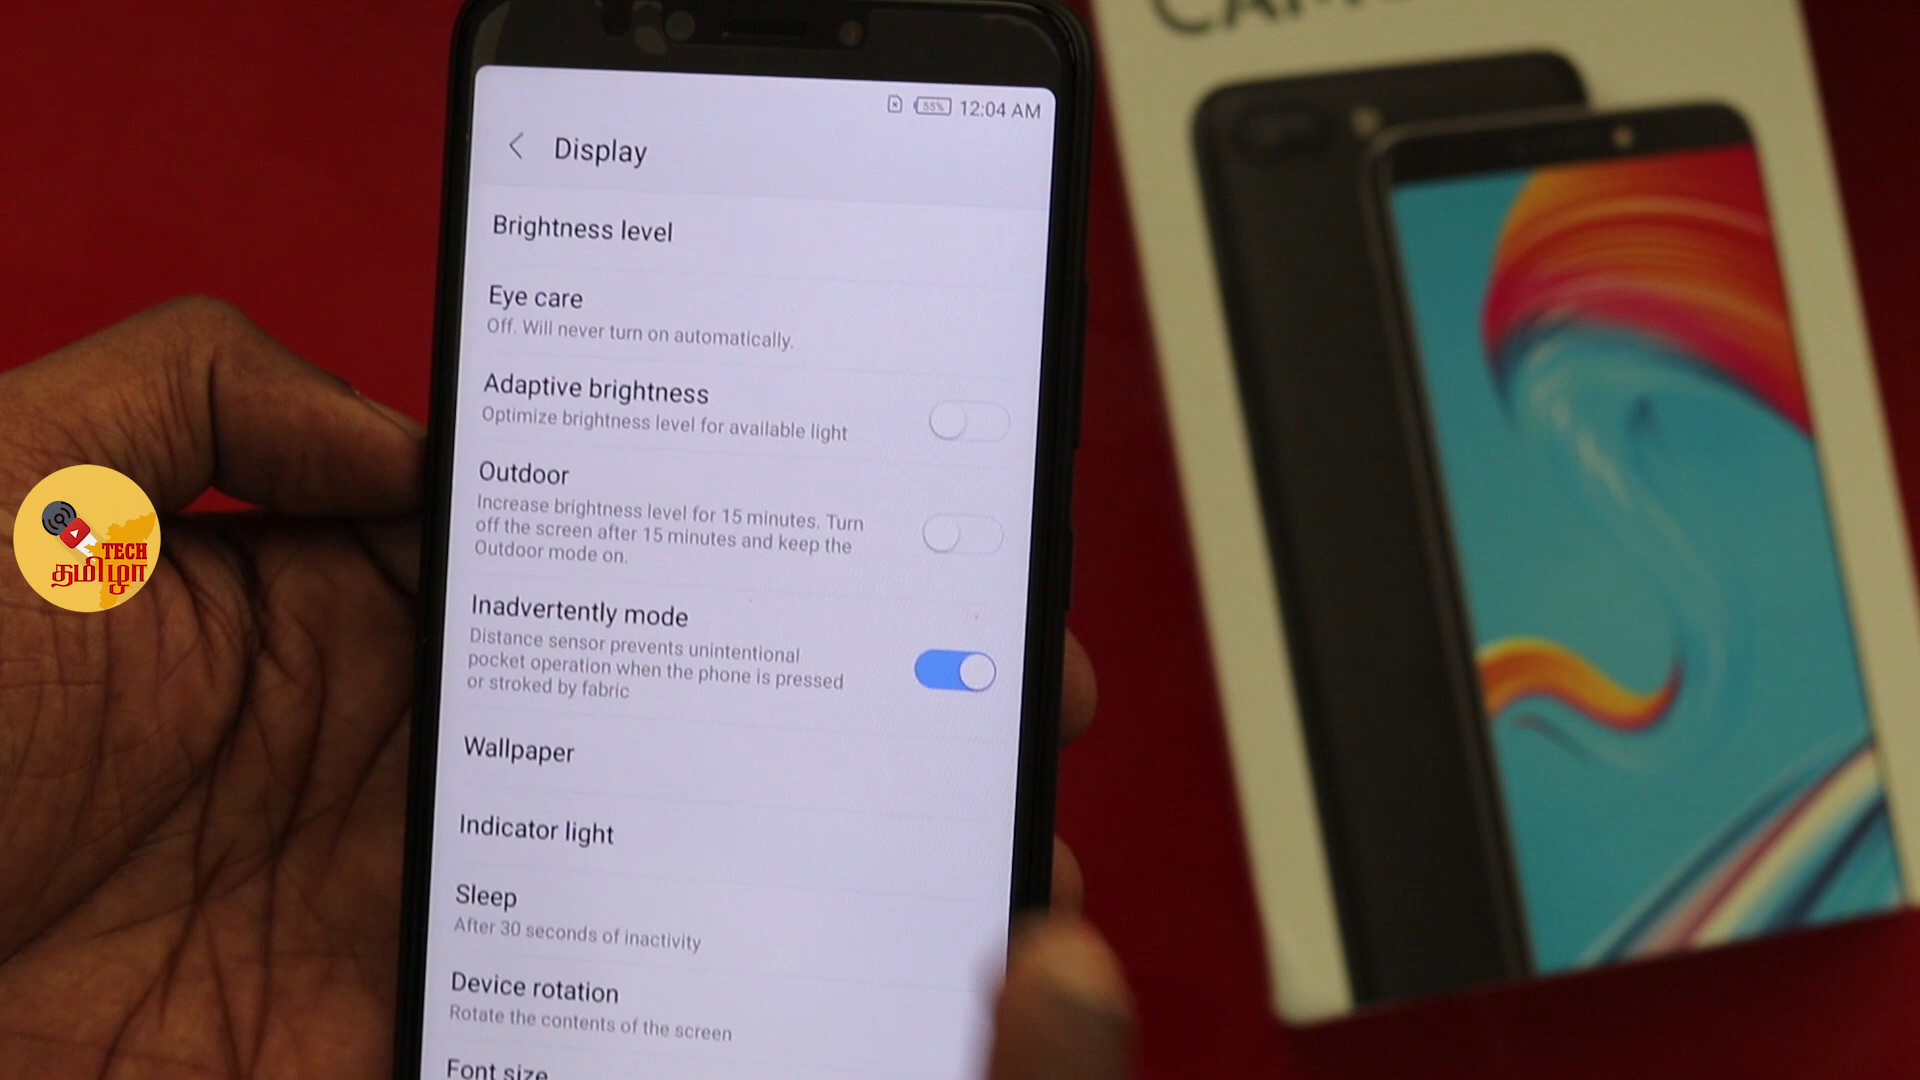 55% 12:04 AM
Display
Brightness level
Eye care
Off. Will never turn on automatically.
Adaptive brightness
Optimize brightness level for available light
Outdoor
Increase brightness level for 15 minutes. Turn
off the screen after 15 minutes and keep the
Outdoor mode on.
Inadvertently mode
Distance sensor prevents unintentional
pocket operation when the phone is pressed
or stroked by fabric
Wallpaper
Indicator light
Sleep
After 30 seconds of inactivity
Device rotation
Rotate the contents of the screen
Font size
TECH
தமிழா